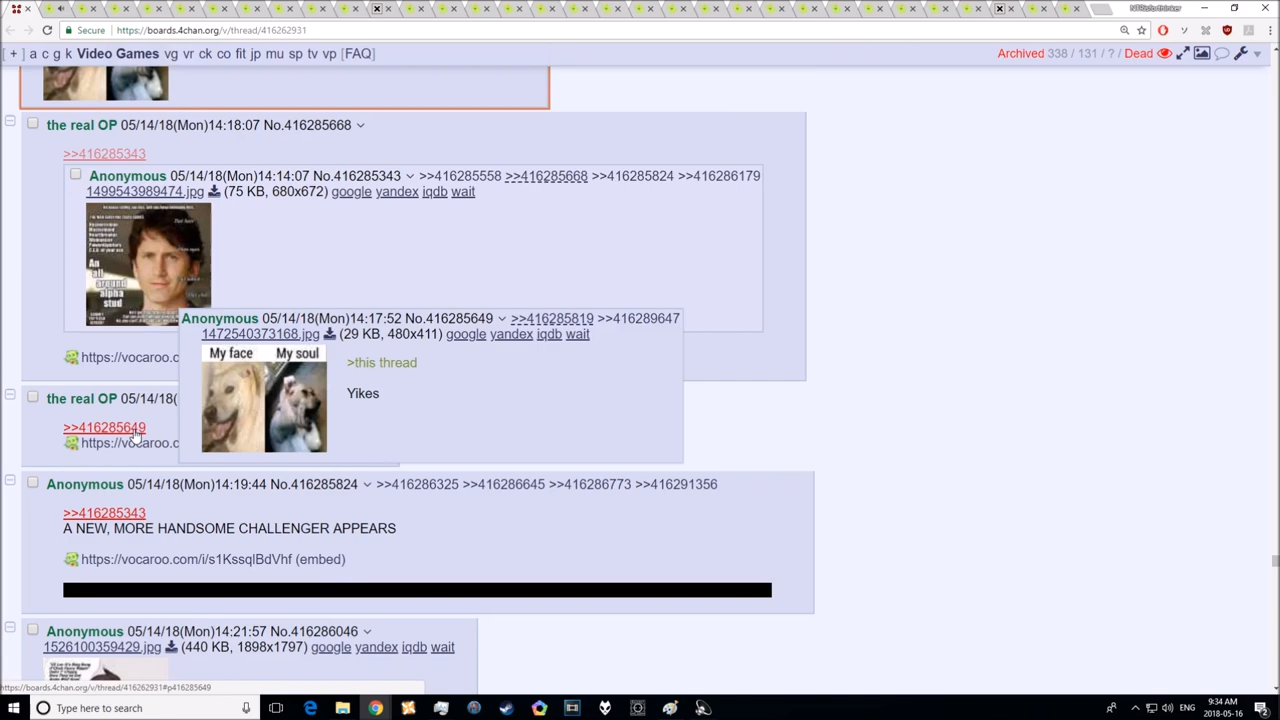 NTRisforthinker
Secure
https://boards.4chan.org/v/thread/416262931
[ + ] a c g k Video Games vg vr ck co fit jp mu sp tv vp [FAQ]
Archived 338 / 131 / ? / Dead
the real OP 05/14/18(Mon)14:18:07 No.416285668
>>416285343
Anonymous 05/14/18(Mon)14:14:07 No.416285343 >>416285558 >>416285668 >>416285824 >>416286179
1499543989474.jpg (75 KB, 680x672) google yandex iqdb wait
An
all
around
alpha
stud
https://vocaroo.c
Anonymous 05/14/18(Mon)14:17:52 No.416285649 >>416285819 >>416289647
1472540373168.jpg (29 KB, 480x411) google yandex iqdb wait
My face My soul
>this thread
Yikes
the real OP 05/14/18(
>>416285649
https://vocaroo.c
Anonymous 05/14/18(Mon)14:19:44 No.416285824 >>416286325 >>416286645 >>416286773 >>416291356
>>416285343
A NEW, MORE HANDSOME CHALLENGER APPEARS
https://vocaroo.com/i/s1KssqlBdVhf (embed)
Anonymous 05/14/18(Mon)14:21:57 No.416286046
1526100359429.jpg (440 KB, 1898x1797) google yandex iqdb wait
https://boards.4chan.org/v/thread/416262931#p416285649
Type here to search
9:34 AM
2018-05-16